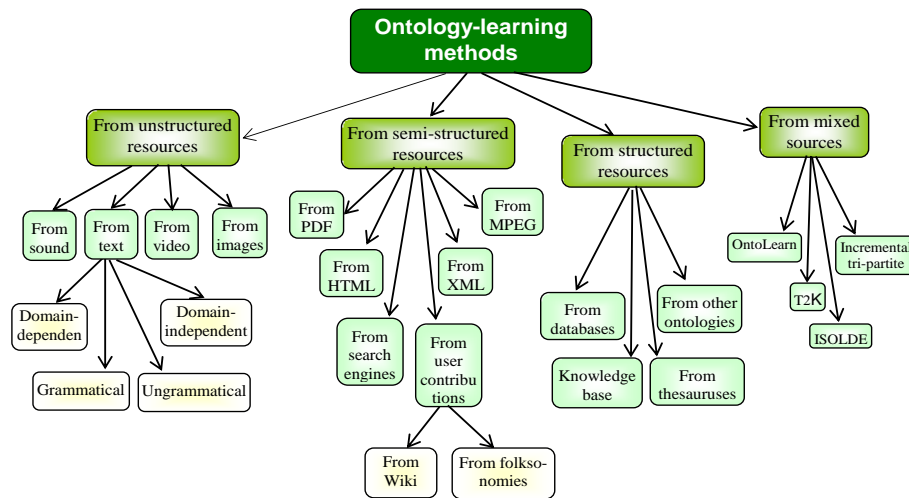 Ontology-learning
methods
From unstructured
resources
From semi-structured
resources
From structured
resources
From mixed
sources
From
sound
From
text
From
video
From
images
Domain-
dependen
Domain-
independent
Grammatical
Ungrammatical
From
PDF
From
HTML
From
search
engines
From
user
contribu-
tions
From
XML
From
MPEG
From
Wiki
From folkso-
nomies
From
databases
Knowledge
base
From
thesauruses
From other
ontologies
OntoLearn
T2K
ISOLDE
Incremental
tri-partite